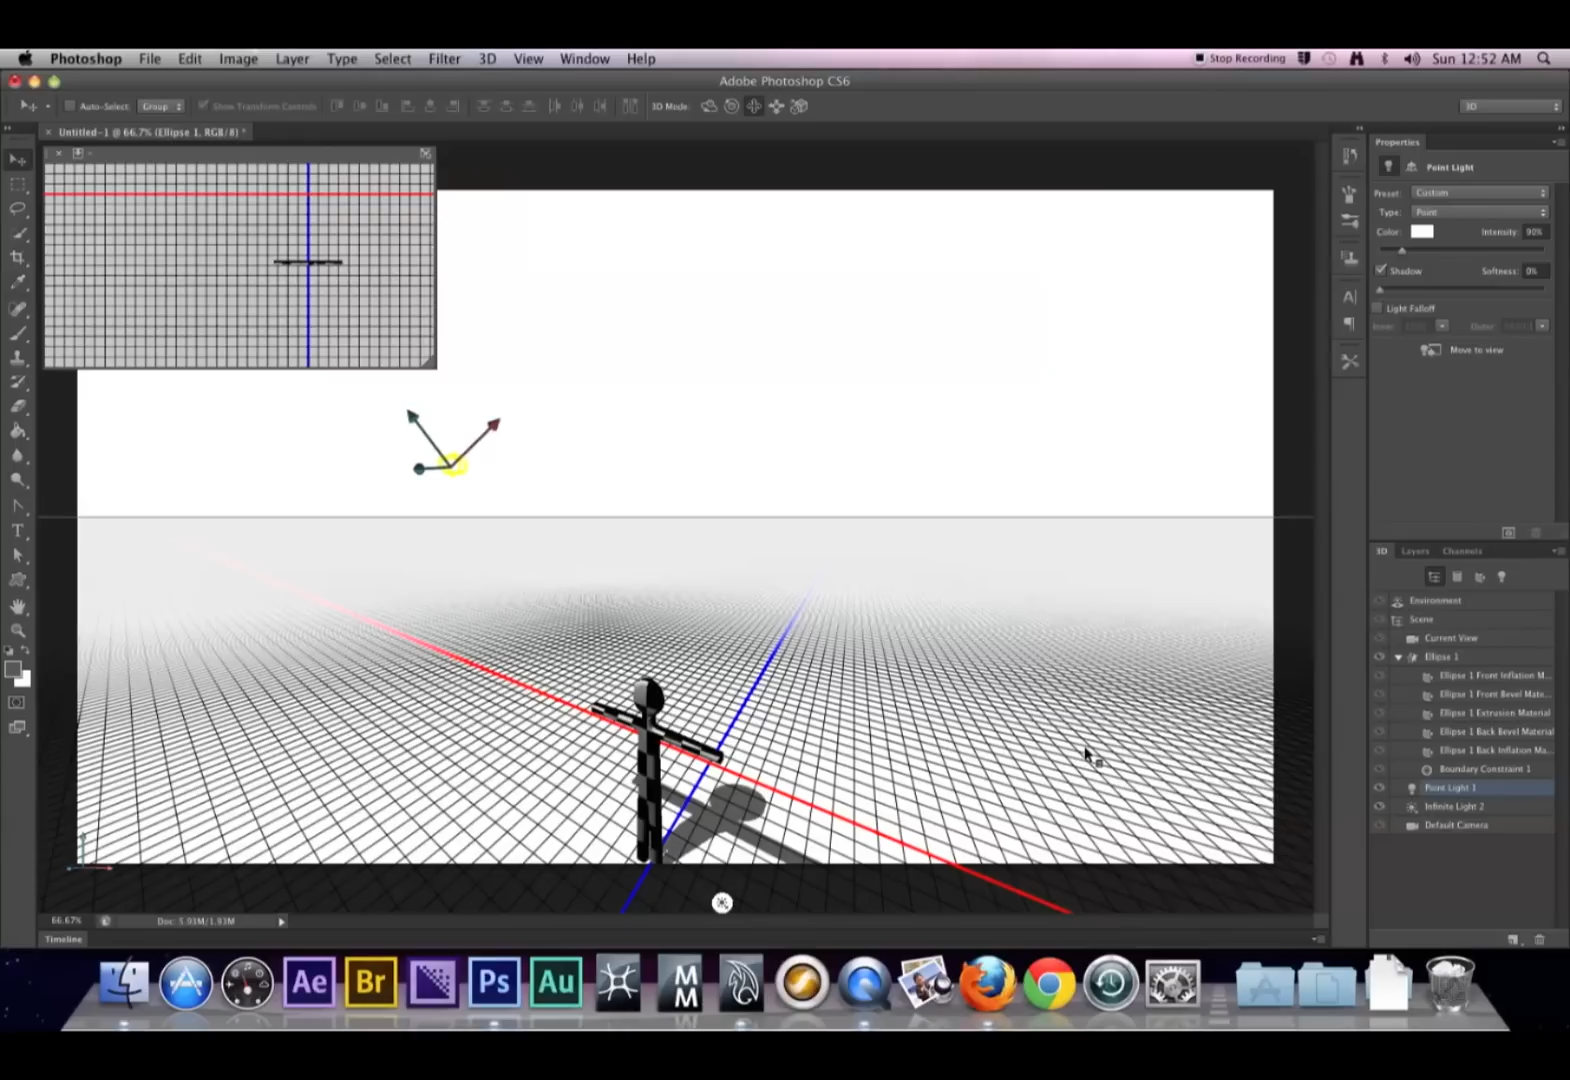 Photoshop File Edit Image Layer Type Select Filter 3D View Window Help Stop Recording Sun 12:52 AM
Adobe Photoshop CS6
Auto-Select: Group Show Transform Controls 3D Mode: 3D
Untitled-1 @ 66.7% (Ellipse 1, RGB/8) *
Properties
Point Light
Preset: Custom
Type: Point
Color: Intensity: 90%
Shadow Softness: 0%
Light Falloff
Move to view
3D Layers Channels
Environment
Scene
Current View
Ellipse 1
Ellipse 1 Front Inflation M...
Ellipse 1 Front Bevel Mate...
Ellipse 1 Extrusion Material
Ellipse 1 Back Bevel Material
Ellipse 1 Back Inflation Ma...
Boundary Constraint 1
Point Light 1
Infinite Light 2
Default Camera
66.67% Doc: 5.93M/1.93M
Timeline
Ae Br Ps Au M
M